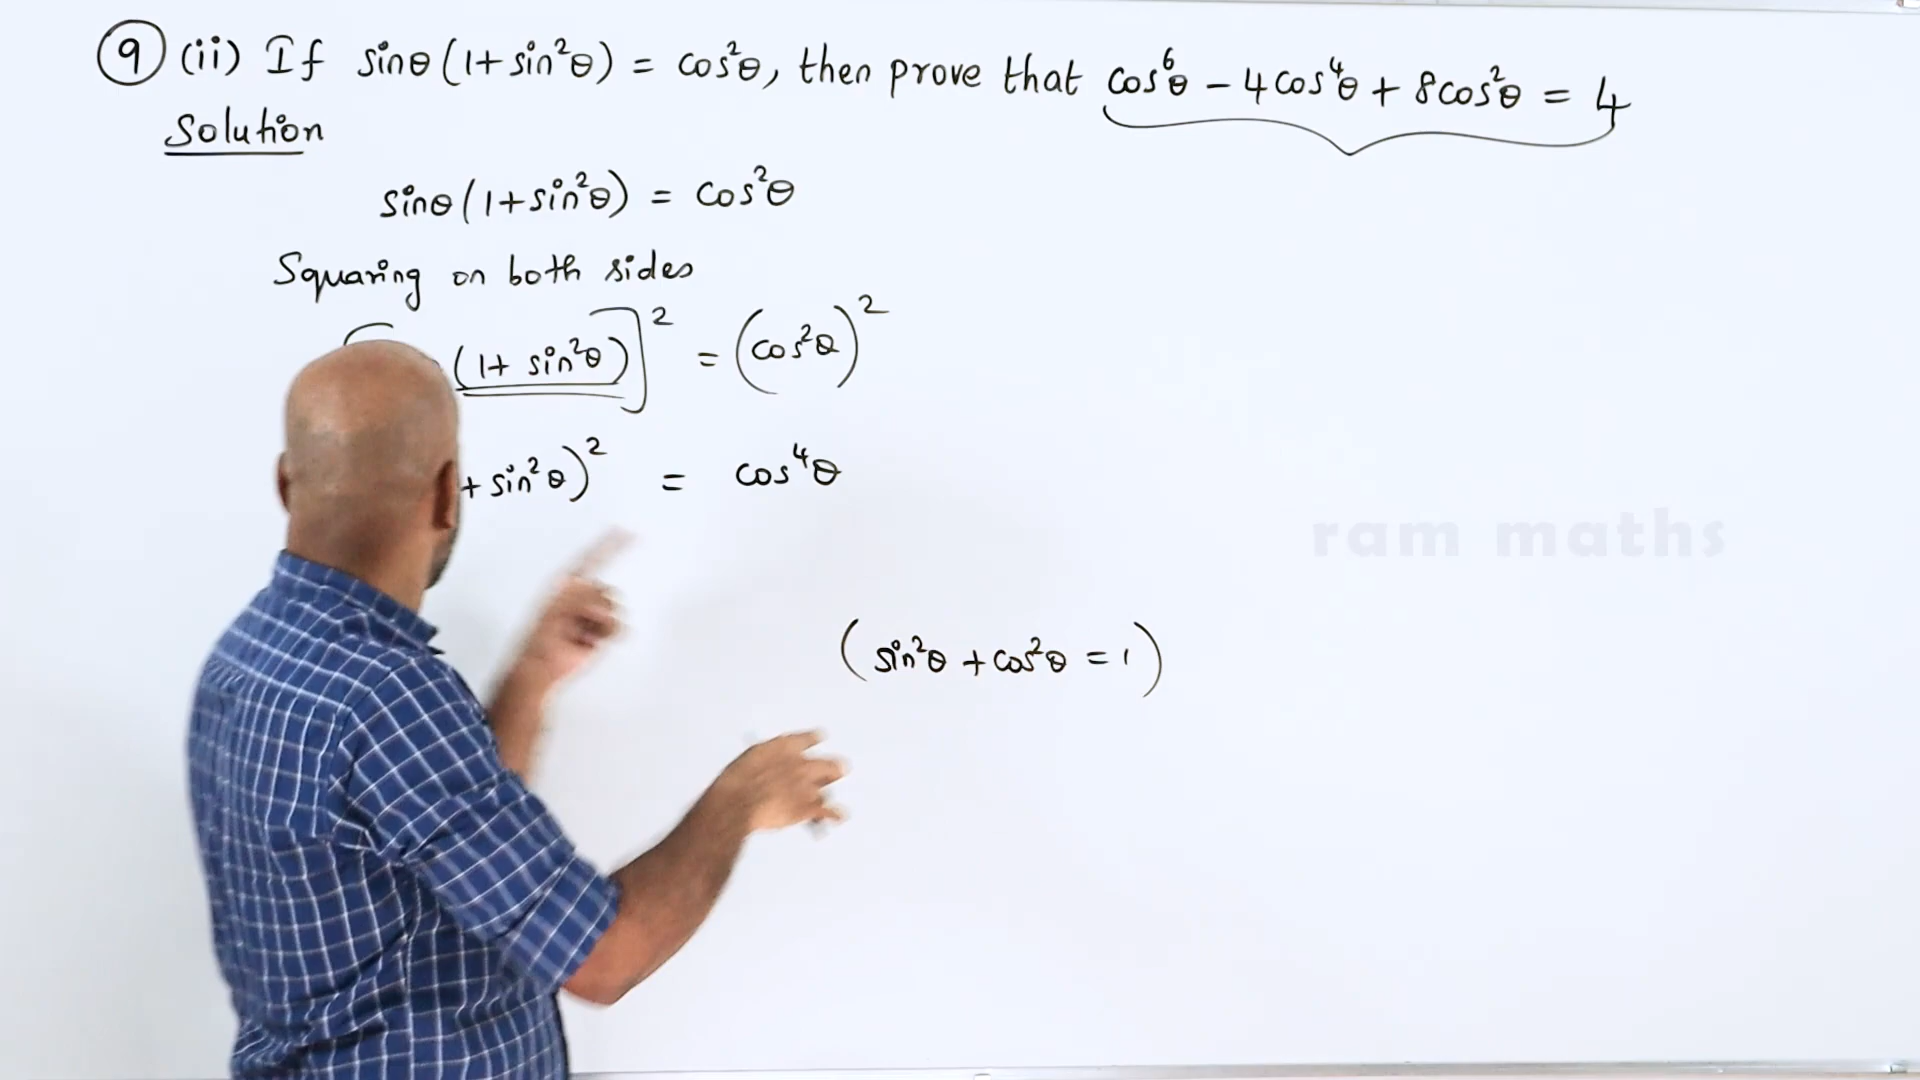 9 (ii) If sinθ(1+sin²θ) = cos²θ, then prove that cos⁶θ − 4cos⁴θ + 8cos²θ = 4
Solution
sinθ(1+sin²θ) = cos²θ
Squaring on both sides
(1+ sin²θ)]² = (cos²θ)²
+ sin²θ)² = cos⁴θ
ram maths
(sin²θ + cos²θ = 1)